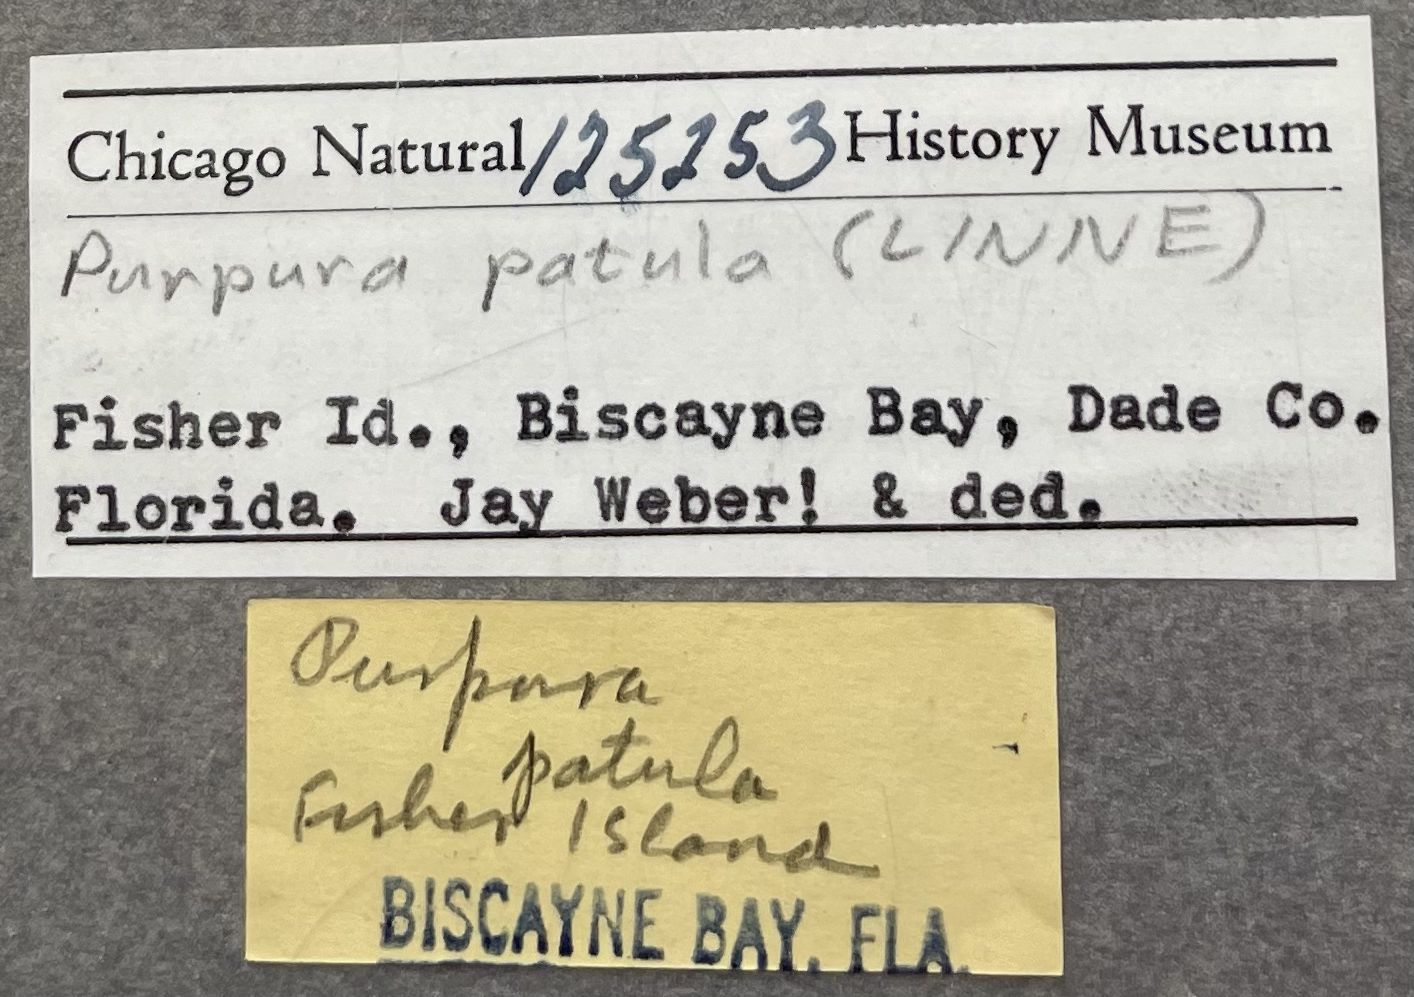 Chicago Natural 125253 History Museum
Purpura patula (LINNE)
Fisher Id., Biscayne Bay, Dade Co.
Florida. Jay Weber! & ded.
Purpura
patula
Fisher Island
BISCAYNE BAY, FLA.